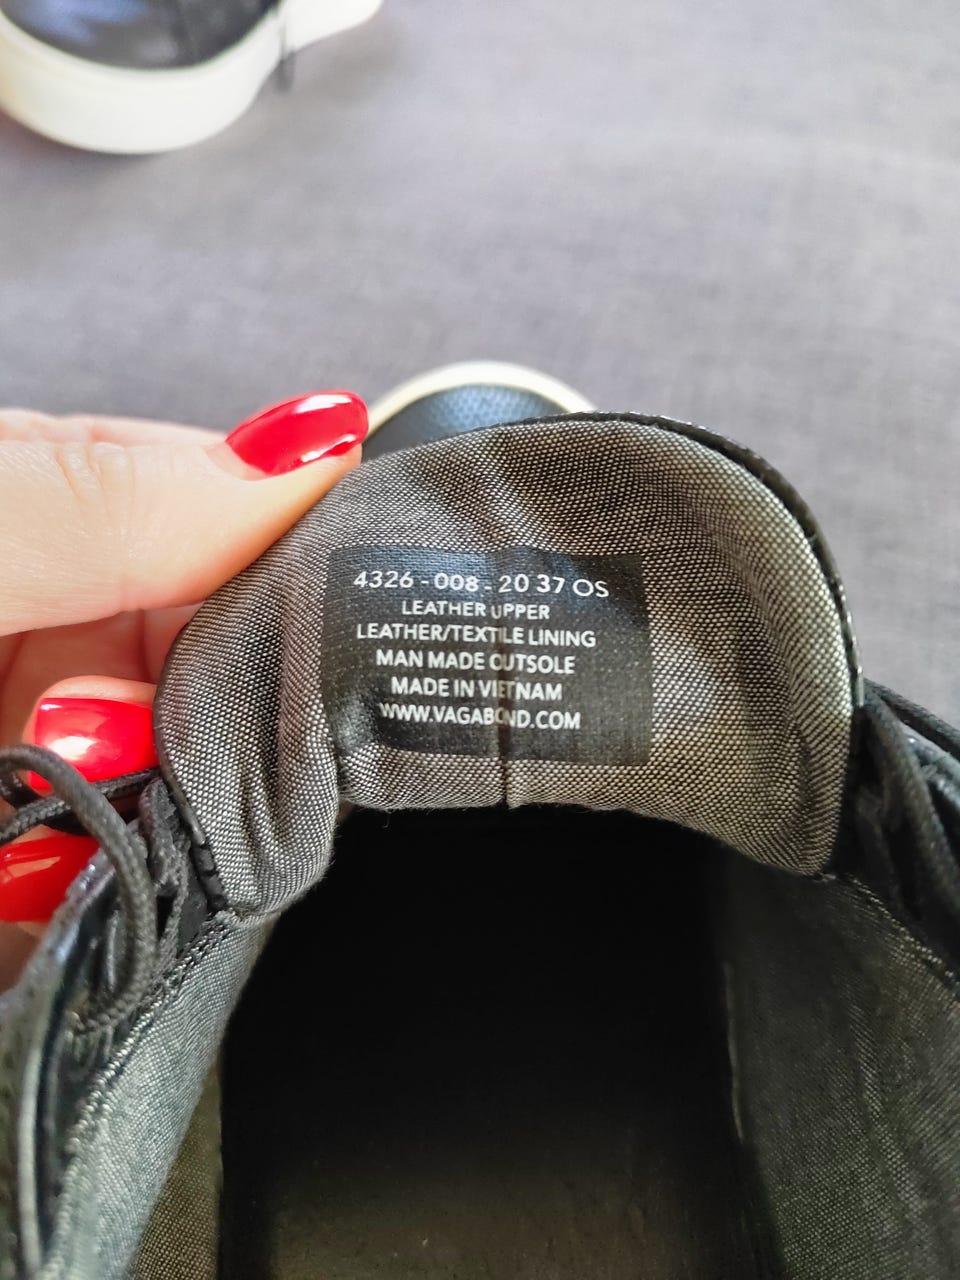 4326 - 008 - 20 37 OS
LEATHER UPPER
LEATHER/TEXTILE LINING
MAN MADE OUTSOLE
MADE IN VIETNAM
WWW.VAGABOND.COM